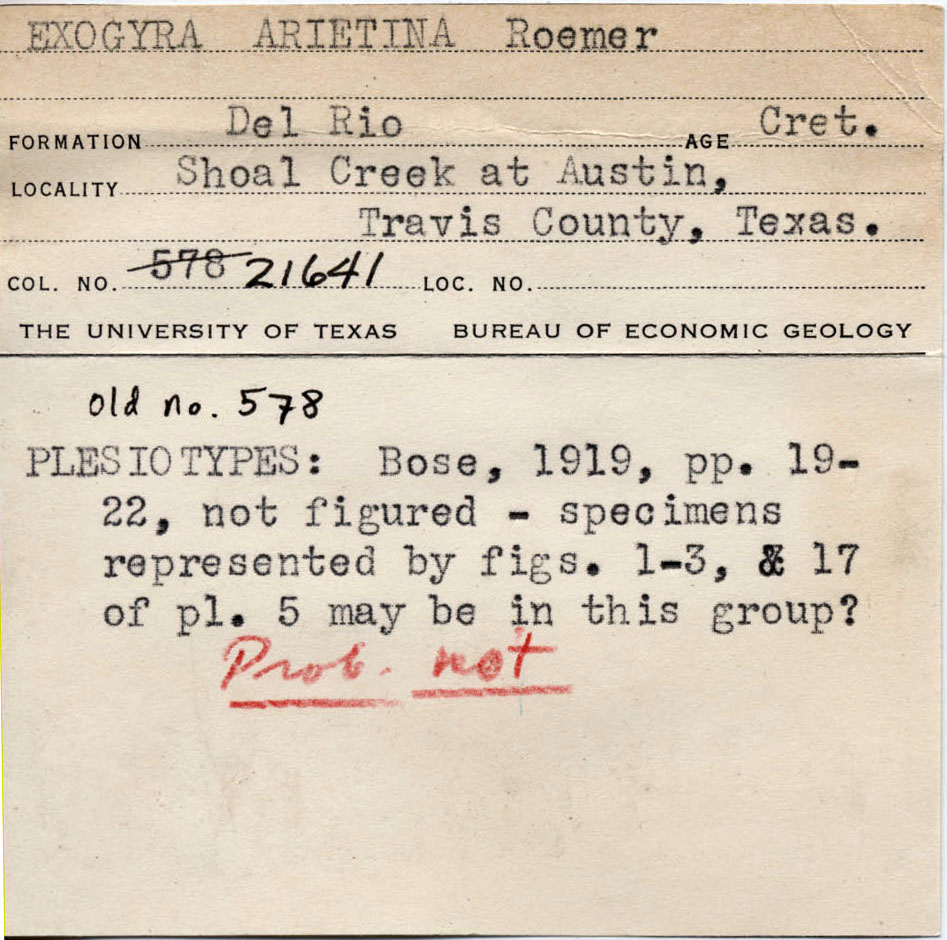 EXOGYRA ARIETINA Roemer
FORMATION Del Rio AGE Cret.
LOCALITY Shoal Creek at Austin,
Travis County, Texas.
COL. NO. 578 21641 LOC. NO.
THE UNIVERSITY OF TEXAS BUREAU OF ECONOMIC GEOLOGY
old no. 578
PLESIOTYPES: Bose, 1919, pp. 19-
22, not figured - specimens
represented by figs. 1-3, & 17
of pl. 5 may be in this group?
Prob. not